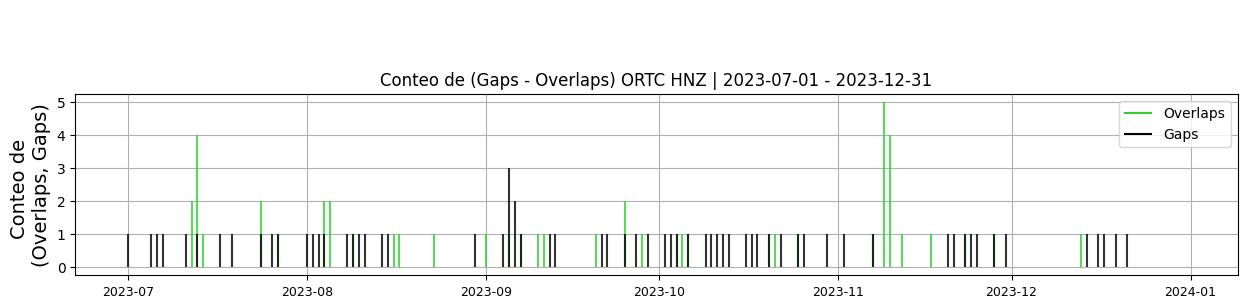 Conteo de (Gaps - Overlaps) ORTC HNZ | 2023-07-01 - 2023-12-31
Conteo de
(Overlaps, Gaps)
5
4
3
2
1
0
Overlaps
Gaps
2023-07
2023-08
2023-09
2023-10
2023-11
2023-12
2024-01